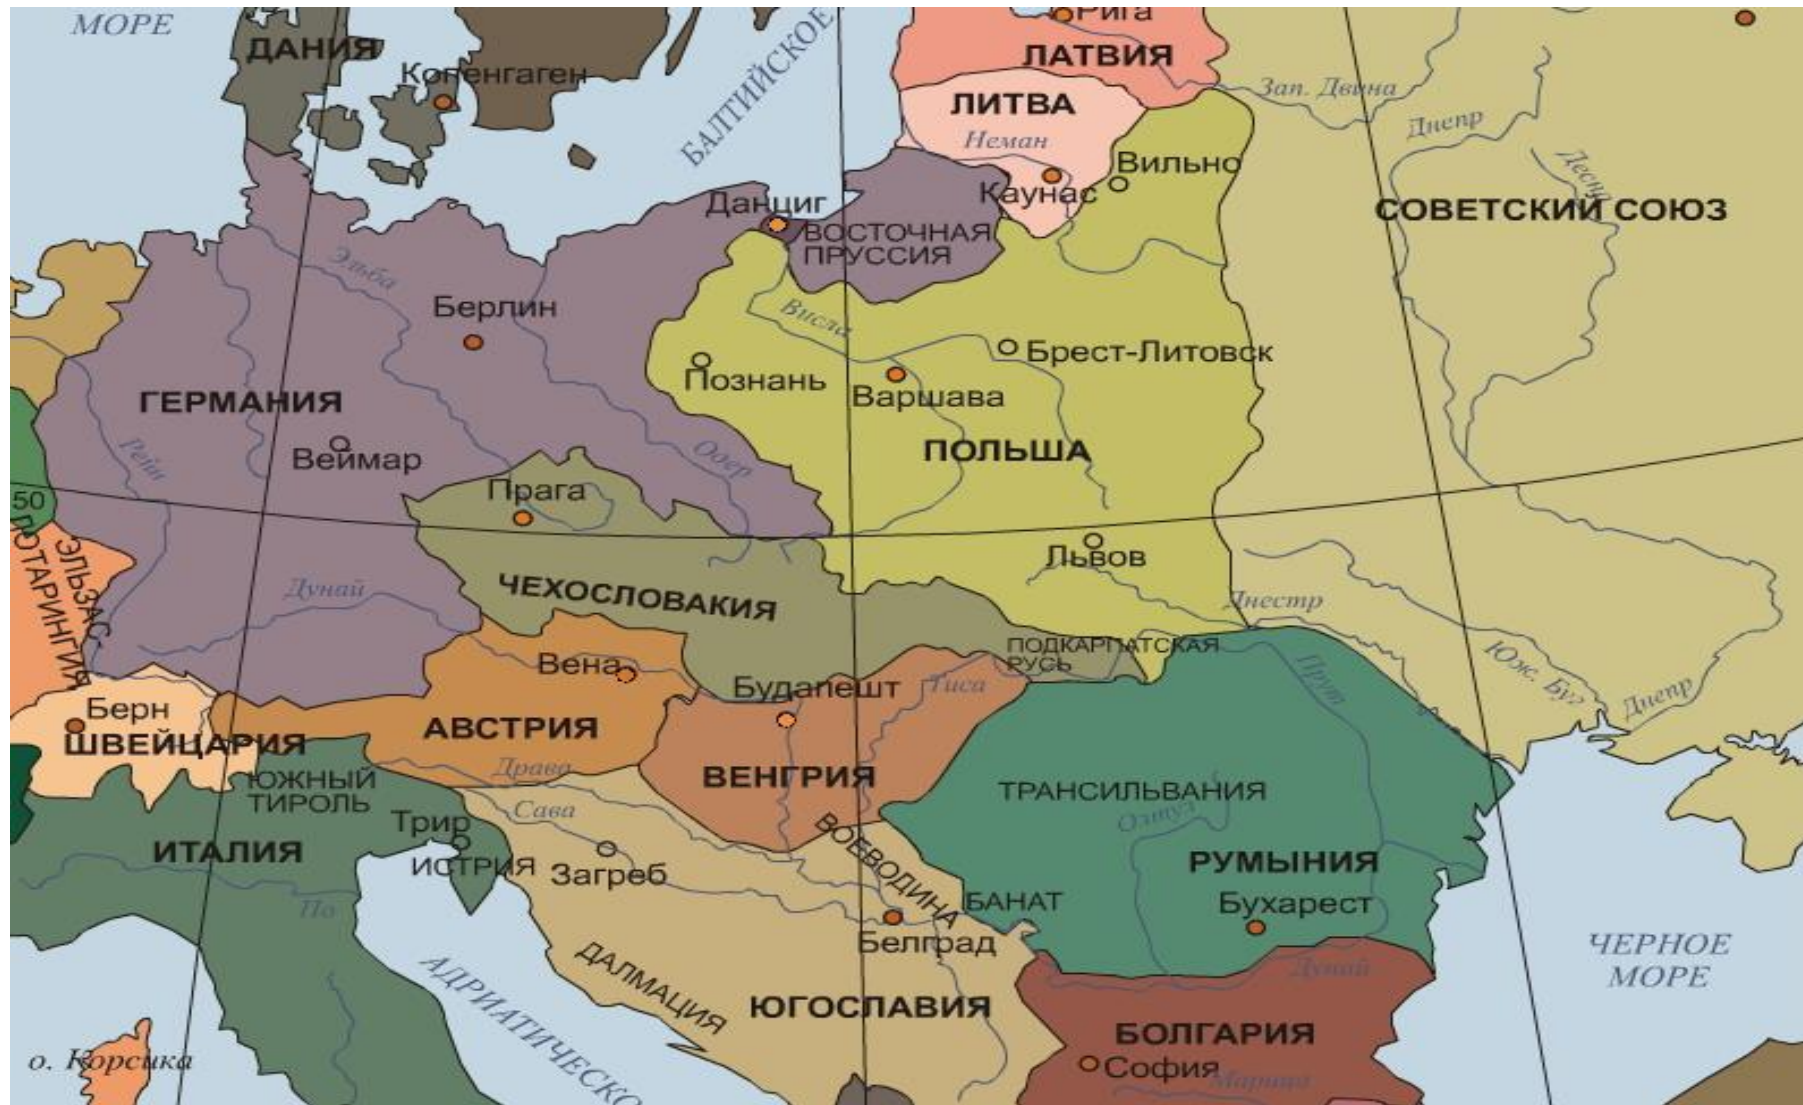 МОРЕ
ДАНИЯ
Копенгаген
БАЛТИЙСКОЕ
Рига
ЛАТВИЯ
Зап. Двина
ЛИТВА
Неман
Днепр
Десна
Вильно
Каунас
СОВЕТСКИЙ СОЮЗ
Данциг
ВОСТОЧНАЯ
ПРУССИЯ
Эльба
Берлин
Висла
Брест-Литовск
Познань
Варшава
ГЕРМАНИЯ
Веймар
Рейн
Одер
ПОЛЬША
Прага
50
ЛОТАРИНГИЯ
ЭЛЬЗАС-
Львов
Дунай
ЧЕХОСЛОВАКИЯ
Днестр
ПОДКАРПАТСКАЯ
РУСЬ
Юж. Буг
Днепр
Прут
Вена
Будапешт
Тиса
Берн
ШВЕЙЦАРИЯ
АВСТРИЯ
Драва
ВЕНГРИЯ
ЮЖНЫЙ
ТИРОЛЬ
ТРАНСИЛЬВАНИЯ
Сава
Трир
ИСТРИЯ
ИТАЛИЯ
Загреб
ВОЕВОДИНА
РУМЫНИЯ
БАНАТ
Бухарест
По
Белград
ДАЛМАЦИЯ
АДРИАТИЧЕСКО
ЮГОСЛАВИЯ
Дунай
ЧЕРНОЕ
МОРЕ
БОЛГАРИЯ
София
Марица
о. Корсика